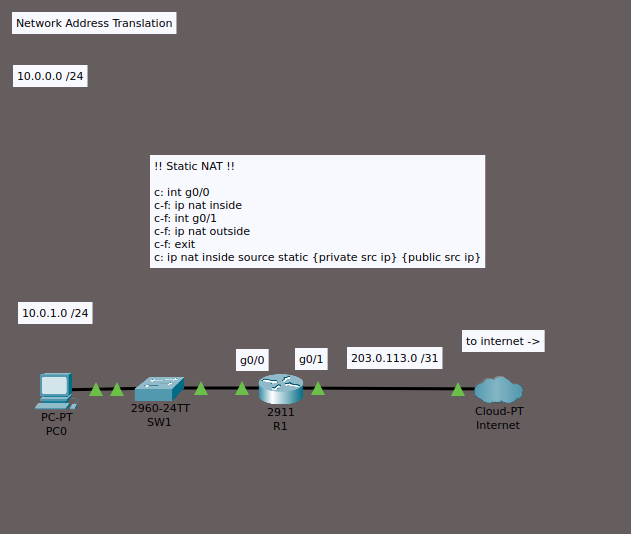 Network Address Translation
10.0.0.0 /24
!! Static NAT !!
c: int g0/0
c-f: ip nat inside
c-f: int g0/1
c-f: ip nat outside
c-f: exit
c: ip nat inside source static {private src ip} {public src ip}
10.0.1.0 /24
to internet ->
g0/0
g0/1
203.0.113.0 /31
PC-PT
PC0
2960-24TT
SW1
2911
R1
Cloud-PT
Internet